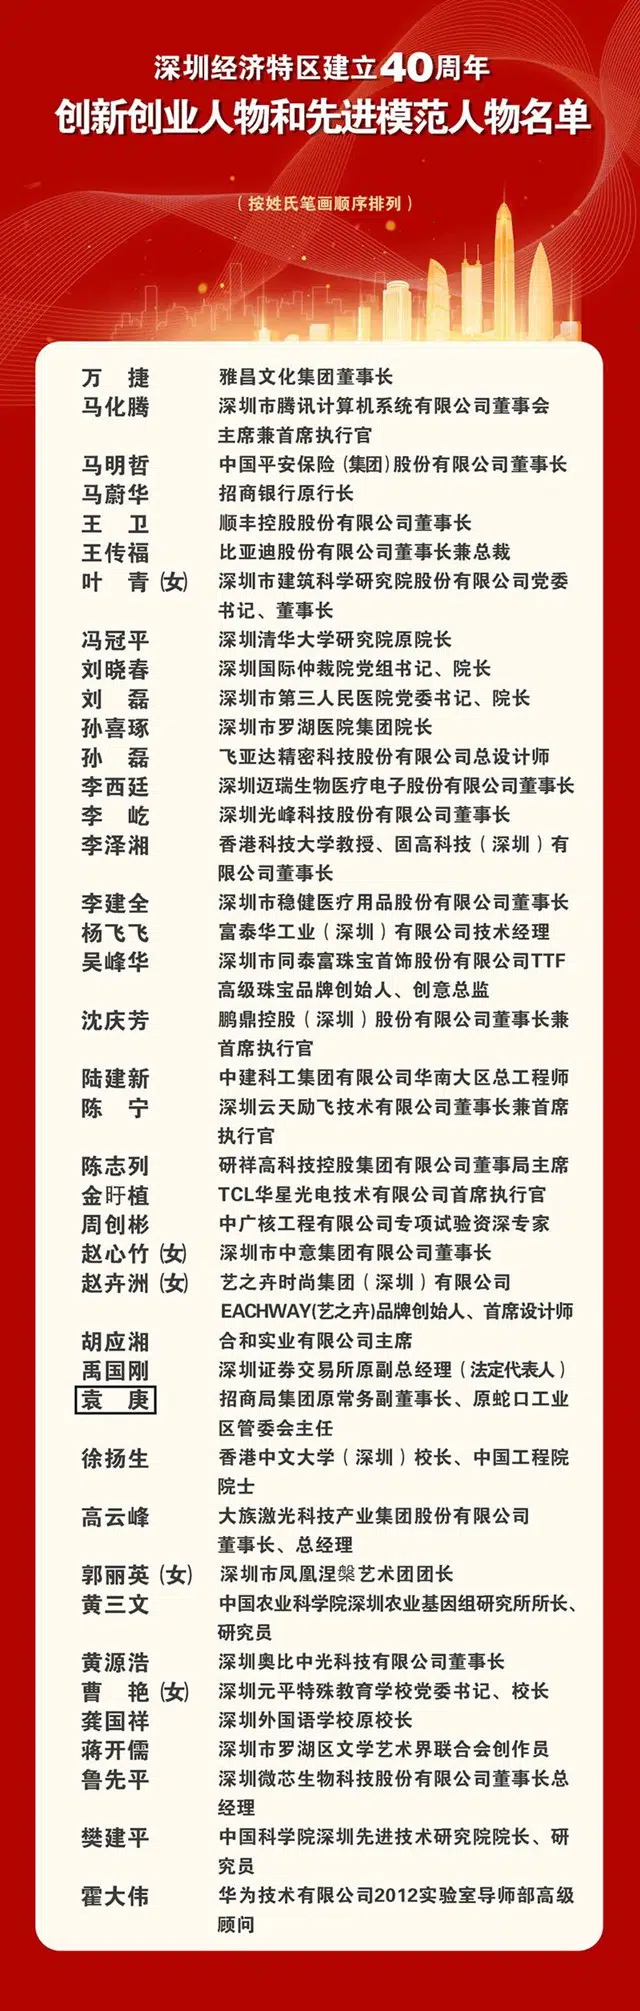 深圳经济特区建立40周年
创新创业人物和先进模范人物名单
（按姓氏笔画顺序排列）
万　捷　雅昌文化集团董事长
马化腾　深圳市腾讯计算机系统有限公司董事会
主席兼首席执行官
马明哲　中国平安保险(集团)股份有限公司董事长
马蔚华　招商银行原行长
王　卫　顺丰控股股份有限公司董事长
王传福　比亚迪股份有限公司董事长兼总裁
叶　青(女)　深圳市建筑科学研究院股份有限公司党委
书记、董事长
冯冠平　深圳清华大学研究院原院长
刘晓春　深圳国际仲裁院党组书记、院长
刘　磊　深圳市第三人民医院党委书记、院长
孙喜琢　深圳市罗湖医院集团院长
孙　磊　飞亚达精密科技股份有限公司总设计师
李西廷　深圳迈瑞生物医疗电子股份有限公司董事长
李　屹　深圳光峰科技股份有限公司董事长
李泽湘　香港科技大学教授、固高科技（深圳）有
限公司董事长
李建全　深圳市稳健医疗用品股份有限公司董事长
杨飞飞　富泰华工业（深圳）有限公司技术经理
吴峰华　深圳市同泰富珠宝首饰股份有限公司TTF
高级珠宝品牌创始人、创意总监
沈庆芳　鹏鼎控股（深圳）股份有限公司董事长兼
首席执行官
陆建新　中建科工集团有限公司华南大区总工程师
陈　宁　深圳云天励飞技术有限公司董事长兼首席
执行官
陈志列　研祥高科技控股集团有限公司董事局主席
金旴植　TCL华星光电技术有限公司首席执行官
周创彬　中广核工程有限公司专项试验资深专家
赵心竹(女)　深圳市中意集团有限公司董事长
赵卉洲(女)　艺之卉时尚集团（深圳）有限公司
EACHWAY(艺之卉)品牌创始人、首席设计师
胡应湘　合和实业有限公司主席
禹国刚　深圳证券交易所原副总经理（法定代表人）
袁　庚　招商局集团原常务副董事长、原蛇口工业
区管委会主任
徐扬生　香港中文大学（深圳）校长、中国工程院
院士
高云峰　大族激光科技产业集团股份有限公司
董事长、总经理
郭丽英(女)　深圳市凤凰涅槃艺术团团长
黄三文　中国农业科学院深圳农业基因组研究所所长、
研究员
黄源浩　深圳奥比中光科技有限公司董事长
曹　艳(女)　深圳元平特殊教育学校党委书记、校长
龚国祥　深圳外国语学校原校长
蒋开儒　深圳市罗湖区文学艺术界联合会创作员
鲁先平　深圳微芯生物科技股份有限公司董事长总
经理
樊建平　中国科学院深圳先进技术研究院院长、研
究员
霍大伟　华为技术有限公司2012实验室导师部高级
顾问